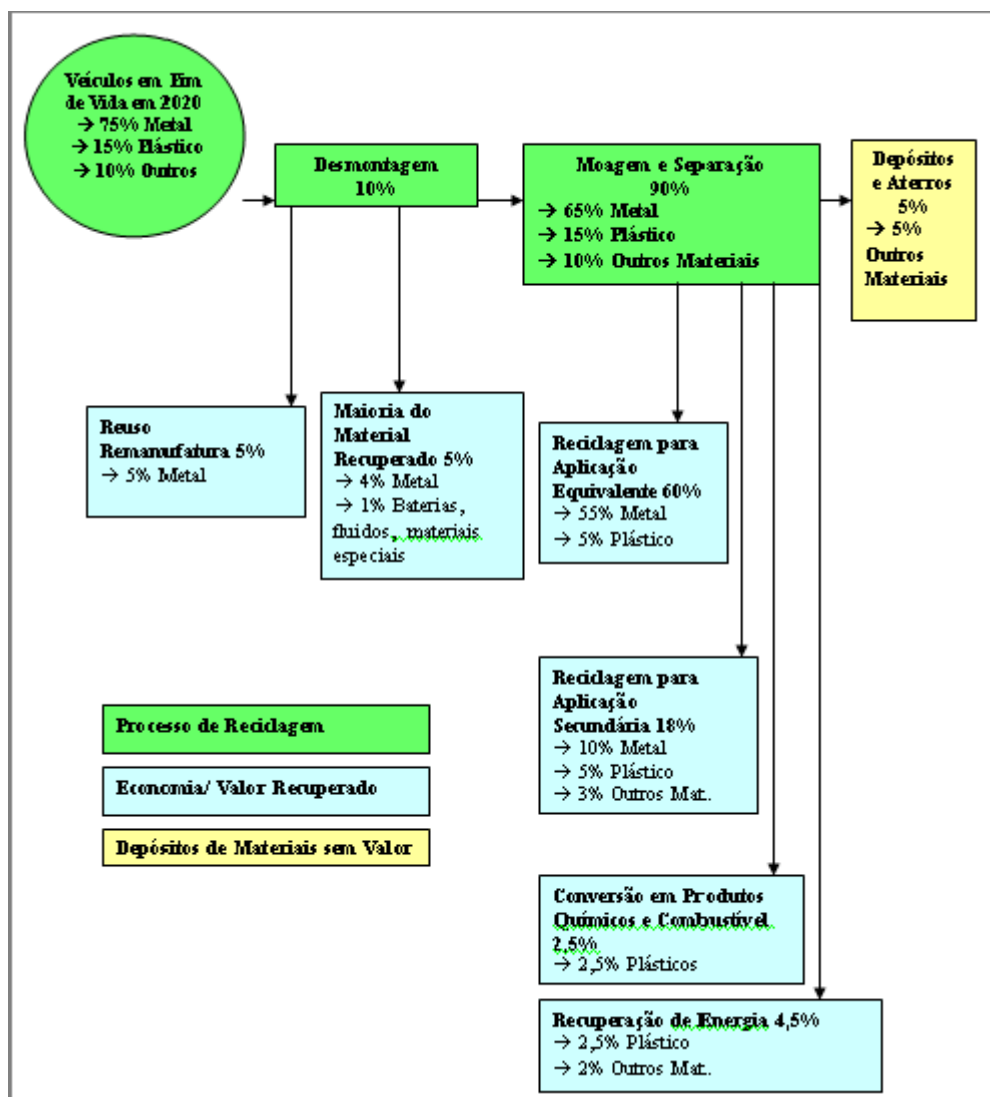 Veículos em Fim
de Vida em 2020
→ 75% Metal
→ 15% Plástico
→ 10% Outros
Desmontagem
10%
Moagem e Separação
90%
→ 65% Metal
→ 15% Plástico
→ 10% Outros Materiais
Depósitos
e Aterros
5%
→ 5%
Outros
Materiais
Reuso
Remanufatura 5%
→ 5% Metal
Maioria do
Material
Recuperado 5%
→ 4% Metal
→ 1% Baterias,
fluidos, materiais
especiais
Reciclagem para
Aplicação
Equivalente 60%
→ 55% Metal
→ 5% Plástico
Reciclagem para
Aplicação
Secundária 18%
→ 10% Metal
→ 5% Plástico
→ 3% Outros Mat..
Processo de Reciclagem
Economia/ Valor Recuperado
Depósitos de Materiais sem Valor
Conversão em Produtos
Químicos e Combustível
2,5%
→ 2,5% Plásticos
Recuperação de Energia 4,5%
→ 2,5% Plástico
→ 2% Outros Mat..